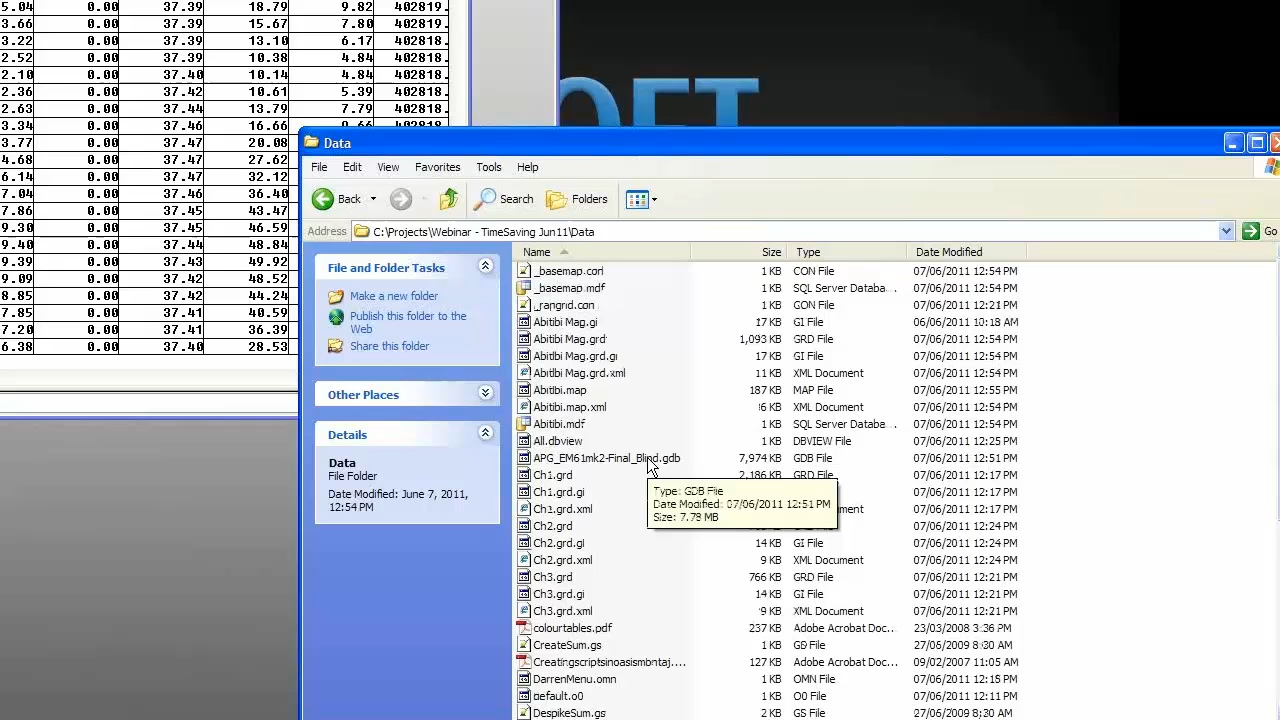 5.04 0.00 37.39 18.79 9.82 402819.
3.66 0.00 37.39 15.67 7.80 402819.
3.22 0.00 37.39 13.10 6.17 402818.
2.52 0.00 37.39 10.38 4.84 402818.
2.10 0.00 37.40 10.14 4.84 402818.
2.36 0.00 37.42 10.61 5.39 402818.
2.63 0.00 37.44 13.79 7.79 402818.
3.34 0.00 37.46 16.66 9.66 402818.
3.77 0.00 37.47 20.08
4.68 0.00 37.47 27.62
6.14 0.00 37.47 32.12
7.04 0.00 37.46 36.40
7.86 0.00 37.45 43.47
9.30 0.00 37.45 46.59
9.40 0.00 37.44 48.84
9.39 0.00 37.43 49.92
9.09 0.00 37.42 48.52
8.85 0.00 37.42 44.24
7.85 0.00 37.41 40.59
7.20 0.00 37.41 36.39
6.38 0.00 37.40 28.53
OFT
Data
File Edit View Favorites Tools Help
Back Search Folders
Address C:\Projects\Webinar - TimeSaving Jun11\Data Go
File and Folder Tasks
Make a new folder
Publish this folder to the
Web
Share this folder
Other Places
Details
Data
File Folder
Date Modified: June 7, 2011,
12:54 PM
Name Size Type Date Modified
_basemap.con 1 KB CON File 07/06/2011 12:54 PM
_basemap.mdf 1 KB SQL Server Databa... 07/06/2011 12:54 PM
_rangrid.con 1 KB CON File 07/06/2011 12:21 PM
Abitibi Mag.gi 17 KB GI File 06/06/2011 10:18 AM
Abitibi Mag.grd 1,093 KB GRD File 07/06/2011 12:54 PM
Abitibi Mag.grd.gi 17 KB GI File 07/06/2011 12:54 PM
Abitibi Mag.grd.xml 11 KB XML Document 07/06/2011 12:54 PM
Abitibi.map 187 KB MAP File 07/06/2011 12:55 PM
Abitibi.map.xml 6 KB XML Document 07/06/2011 12:54 PM
Abitibi.mdf 1 KB SQL Server Databa... 07/06/2011 12:54 PM
All.dbview 1 KB DBVIEW File 07/06/2011 12:51 PM
APG_EM61mk2-Final_Blind.gdb 7,974 KB GDB File 07/06/2011 12:51 PM
Ch1.grd 2,186 KB GRD File 07/06/2011 12:17 PM
Ch1.grd.gi 07/06/2011 12:17 PM
Ch1.grd.xml 07/06/2011 12:17 PM
Ch2.grd 07/06/2011 12:24 PM
Ch2.grd.gi 14 KB GI File 07/06/2011 12:24 PM
Ch2.grd.xml 9 KB XML Document 07/06/2011 12:24 PM
Ch3.grd 766 KB GRD File 07/06/2011 12:21 PM
Ch3.grd.gi 14 KB GI File 07/06/2011 12:21 PM
Ch3.grd.xml 9 KB XML Document 07/06/2011 12:21 PM
colourtables.pdf 237 KB Adobe Acrobat Doc... 23/03/2008 3:36 PM
CreateSum.gs 1 KB GS File 26/06/2009 8:30 AM
Creatingscriptsinoasismontaj.... 127 KB Adobe Acrobat Doc... 09/02/2007 11:05 AM
DarrenMenu.omn 1 KB OMN File 07/06/2011 12:15 PM
default.o0 1 KB O0 File 07/06/2011 12:11 PM
DespikeSum.gs 2 KB GS File 26/06/2009 8:30 AM
Type: GDB File
Date Modified: 07/06/2011 12:51 PM
Size: 7.78 MB